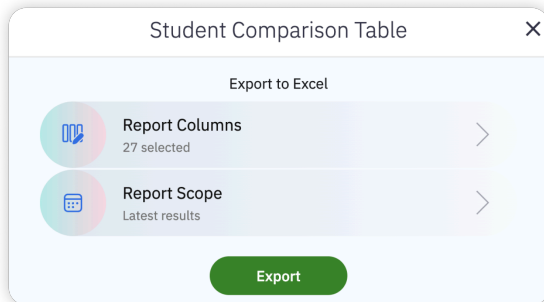 Student Comparison Table
Export to Excel
Report Columns
27 selected
Report Scope
Latest results
Export